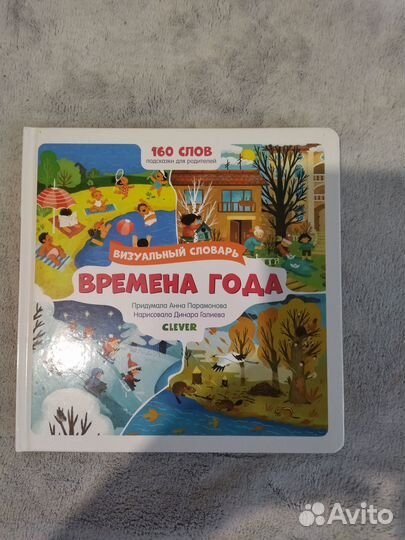 160 СЛОВ
подсказки для родителей
ВИЗУАЛЬНЫЙ СЛОВАРЬ
ВРЕМЕНА ГОДА
Придумала Анна Парамонова
Нарисовала Динара Галиева
CLEVER
Avito